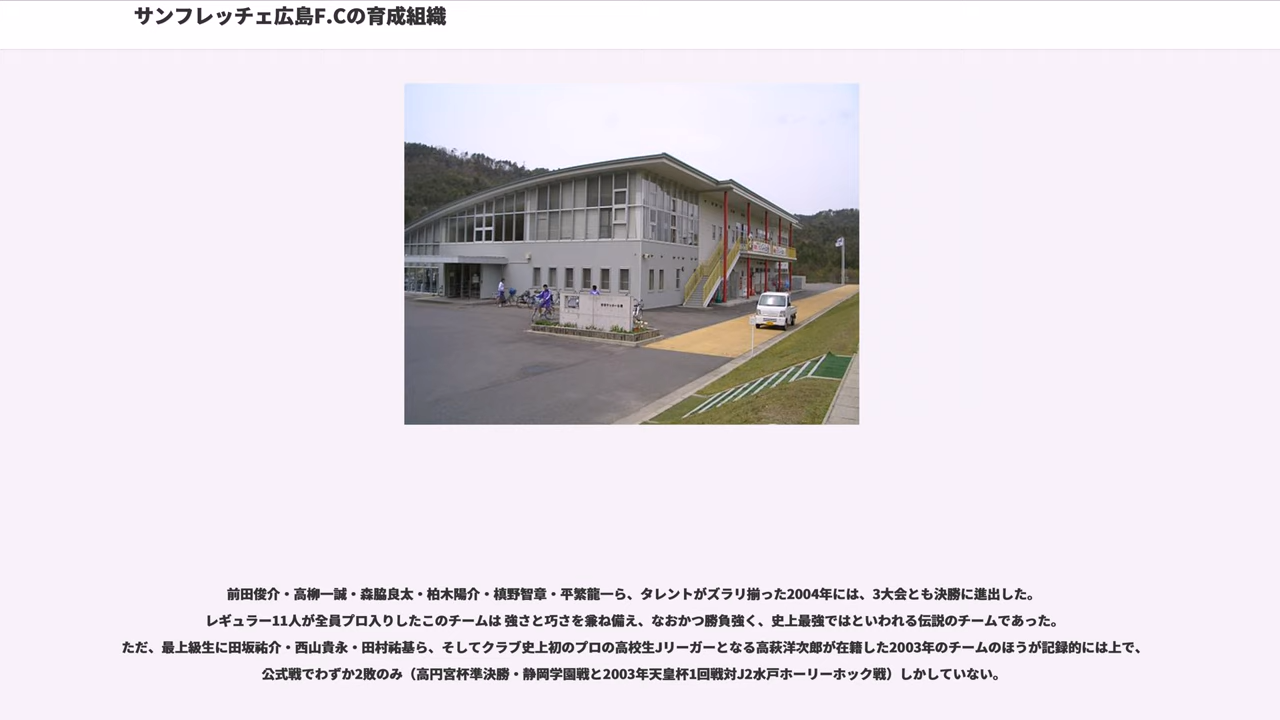 サンフレッチェ広島F.Cの育成組織
前田俊介・高柳一誠・森脇良太・柏木陽介・槙野智章・平繁龍一ら、タレントがズラリ揃った2004年には、3大会とも決勝に進出した。
レギュラー11人が全員プロ入りしたこのチームは 強さと巧さを兼ね備え、なおかつ勝負強く、史上最強ではといわれる伝説のチームであった。
ただ、最上級生に田坂祐介・西山貴永・田村祐基ら、そしてクラブ史上初のプロの高校生Jリーガーとなる高萩洋次郎が在籍した2003年のチームのほうが記録的には上で、
公式戦でわずか2敗のみ（高円宮杯準決勝・静岡学園戦と2003年天皇杯1回戦対J2水戸ホーリーホック戦）しかしていない。